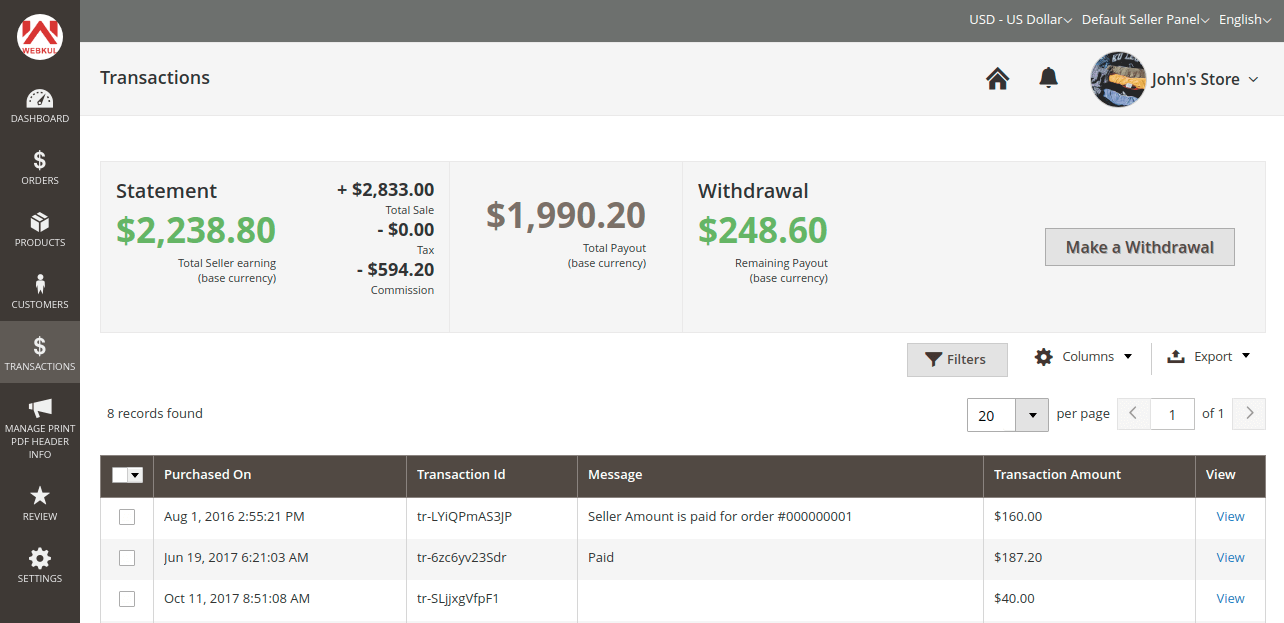 USD - US Dollar Default Seller Panel English
WEBKUL
Transactions
John's Store
DASHBOARD
ORDERS
PRODUCTS
CUSTOMERS
TRANSACTIONS
MANAGE PRINT
PDF HEADER
INFO
REVIEW
SETTINGS
Statement
$2,238.80
Total Seller earning
(base currency)
+ $2,833.00
Total Sale
- $0.00
Tax
- $594.20
Commission
$1,990.20
Total Payout
(base currency)
Withdrawal
$248.60
Remaining Payout
(base currency)
Make a Withdrawal
Filters Columns Export
8 records found 20 per page 1 of 1
Purchased On Transaction Id Message Transaction Amount View
Aug 1, 2016 2:55:21 PM tr-LYiQPmAS3JP Seller Amount is paid for order #000000001 $160.00 View
Jun 19, 2017 6:21:03 AM tr-6zc6yv23Sdr Paid $187.20 View
Oct 11, 2017 8:51:08 AM tr-SLjjxgVfpF1 $40.00 View